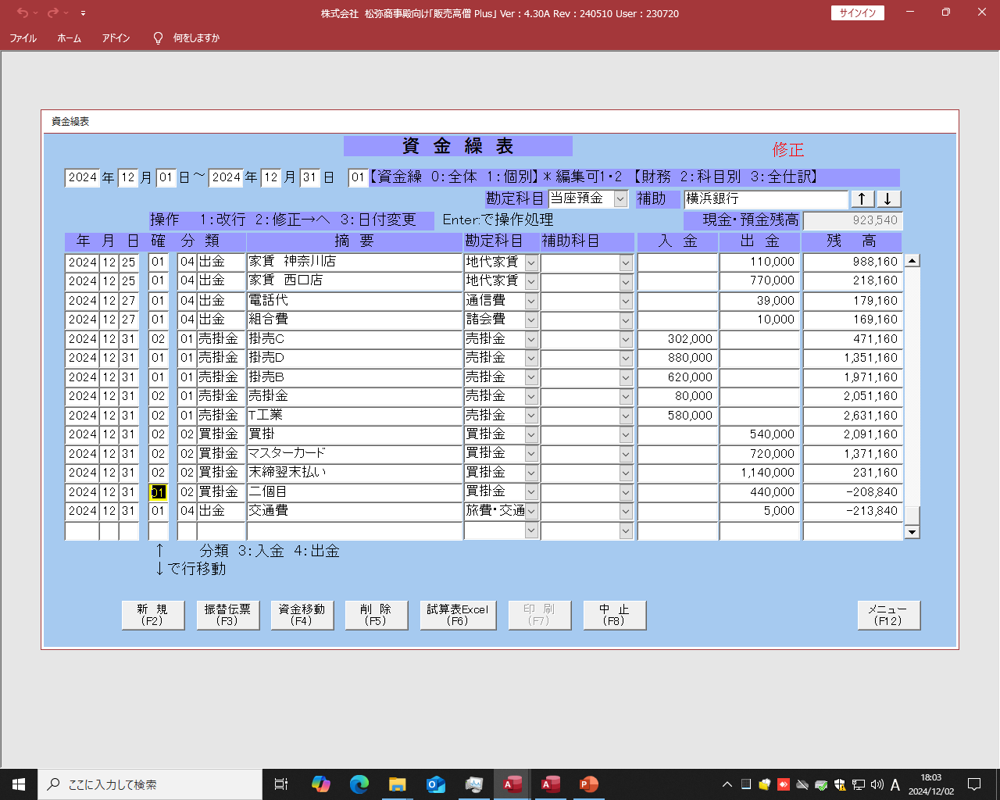 株式会社 松弥商事殿向け「販売高僧 Plus」 Ver : 4.30A Rev : 240510 User : 230720
サインイン
ファイル ホーム アドイン 何をしますか
資金繰表
資 金 繰 表
修正
2024 年 12 月 01 日 ～ 2024 年 12 月 31 日 01 【資金繰 0:全体 1:個別】＊編集可1・2 【財務 2:科目別 3:全仕訳】
勘定科目 当座預金 補助 横浜銀行 ↑ ↓
操作 1:改行 2:修正→へ 3:日付変更 Enter:で操作処理 現金・預金残高 923,540
年 月 日 確 分 類 摘 要 勘定科目 補助科目 入 金 出 金 残 高
2024 12 25 01 04 出金 家賃 神奈川店 地代家賃 110,000 988,160
2024 12 25 01 04 出金 家賃 西口店 地代家賃 770,000 218,160
2024 12 27 01 04 出金 電話代 通信費 39,000 179,160
2024 12 27 01 04 出金 組合費 諸会費 10,000 169,160
2024 12 31 02 01 売掛金 掛売C 売掛金 302,000 471,160
2024 12 31 01 01 売掛金 掛売D 売掛金 880,000 1,351,160
2024 12 31 01 01 売掛金 掛売B 売掛金 620,000 1,971,160
2024 12 31 02 01 売掛金 売掛金 売掛金 80,000 2,051,160
2024 12 31 02 01 売掛金 T工業 売掛金 580,000 2,631,160
2024 12 31 02 02 買掛金 買掛 買掛金 540,000 2,091,160
2024 12 31 02 02 買掛金 マスターカード 買掛金 720,000 1,371,160
2024 12 31 02 02 買掛金 末締翌末払い 買掛金 1,140,000 231,160
2024 12 31 01 02 買掛金 二個目 買掛金 440,000 -208,840
2024 12 31 01 04 出金 交通費 旅費・交通 5,000 -213,840
↑ 分類 3:入金 4:出金
↓で行移動
新 規 振替伝票 資金移動 削 除 試算表Excel 印 刷 中 止 メニュー
(F2) (F3) (F4) (F5) (F6) (F7) (F8) (F12)
ここに入力して検索
A 18:03
2024/12/02